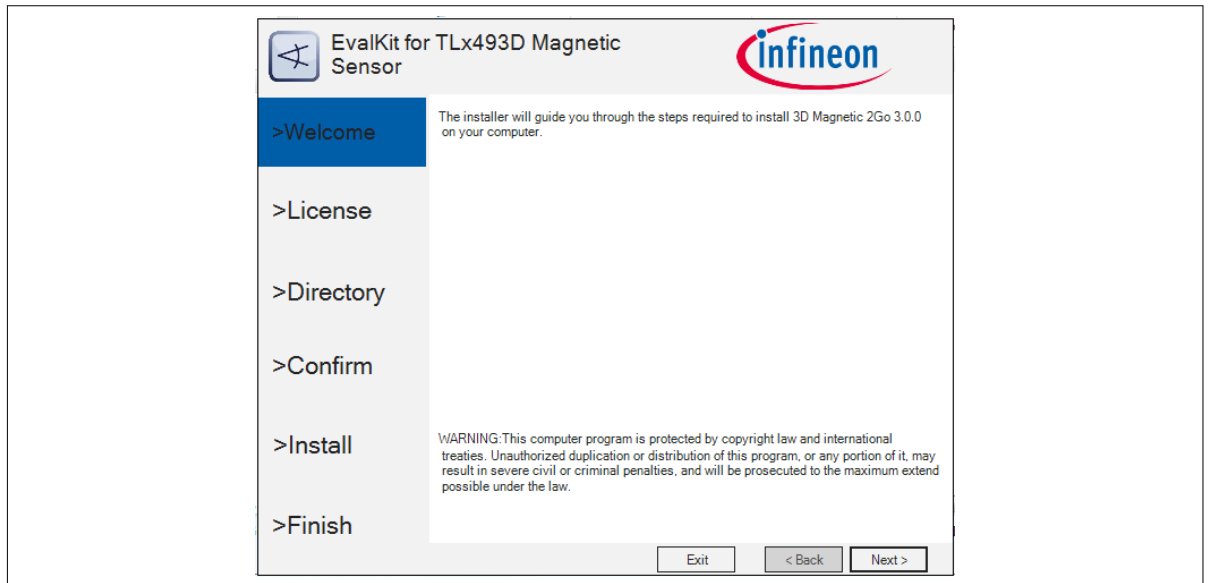 EvalKit for TLx493D Magnetic
Sensor
infineon
>Welcome
The installer will guide you through the steps required to install 3D Magnetic 2Go 3.0.0
on your computer.
>License
>Directory
>Confirm
>Install
WARNING:This computer program is protected by copyright law and international
treaties. Unauthorized duplication or distribution of this program, or any portion of it, may
result in severe civil or criminal penalties, and will be prosecuted to the maximum extend
possible under the law.
>Finish
Exit
< Back
Next >